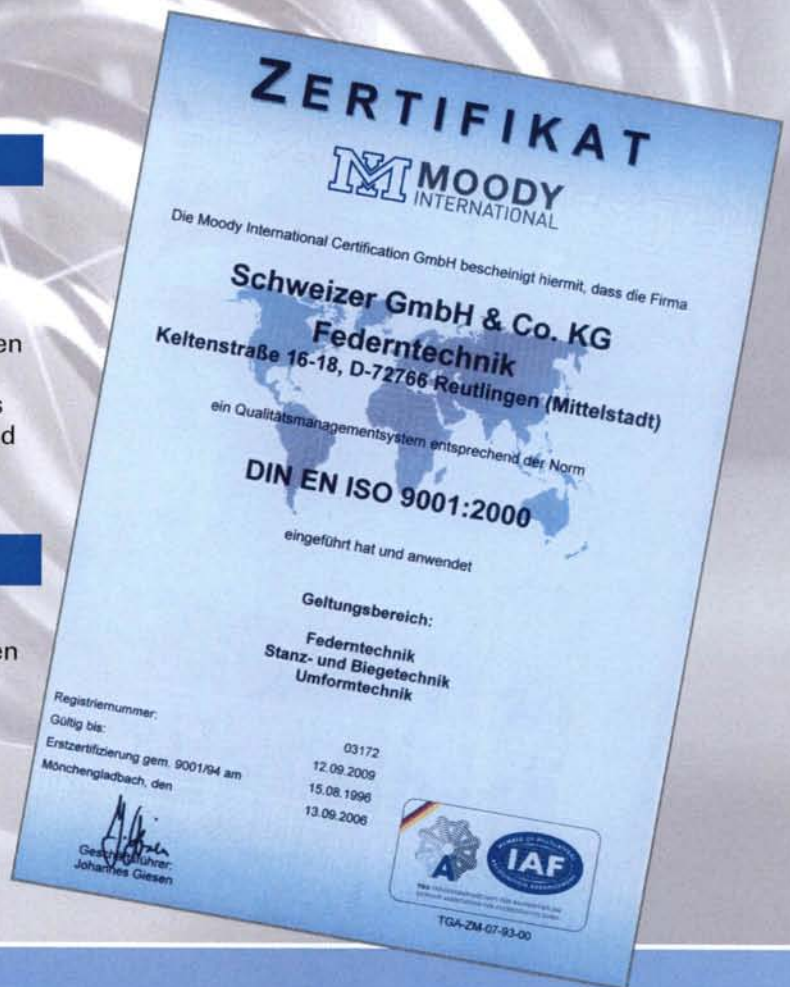 en
s
d
en
ZERTIFIKAT
M MOODY
INTERNATIONAL
Die Moody International Certification GmbH bescheinigt hiermit, dass die Firma
Schweizer GmbH & Co. KG
Federntechnik
Keltenstraße 16-18, D-72766 Reutlingen (Mittelstadt)
ein Qualitätsmanagementsystem entsprechend der Norm
DIN EN ISO 9001:2000
eingeführt hat und anwendet
Geltungsbereich:
Federntechnik
Stanz- und Biegetechnik
Umformtechnik
Registriernummer: 03172
Gültig bis: 12.09.2009
Erstzertifizierung gem. 9001/94 am 15.08.1996
Mönchengladbach, den 13.09.2006
Geschäftsführer:
Johannes Giesen
A
IAF
TGA-ZM-07-93-00